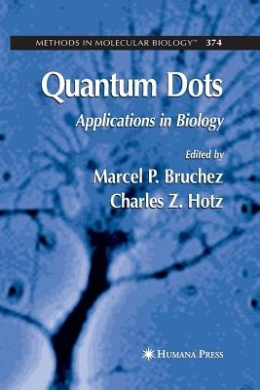 METHODS IN MOLECULAR BIOLOGY™ 374
Quantum Dots
Applications in Biology
Edited by
Marcel P. Bruchez
Charles Z. Hotz
HUMANA PRESS